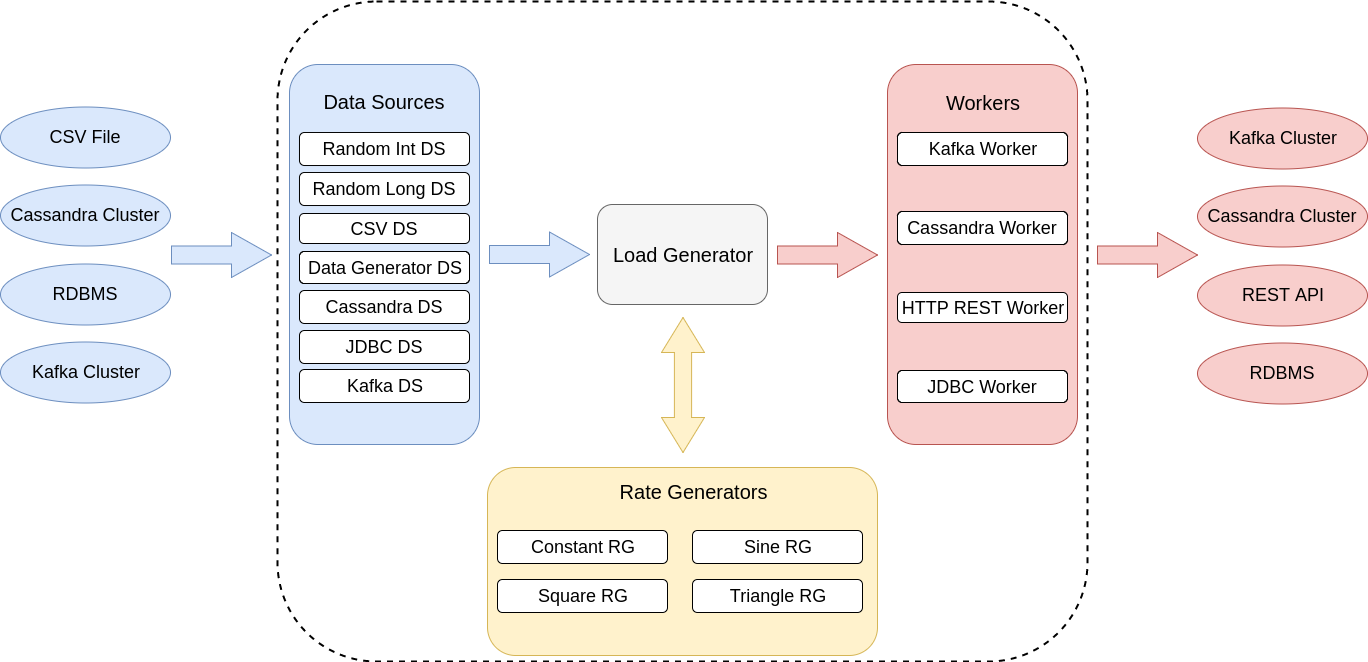 CSV File
Cassandra Cluster
RDBMS
Kafka Cluster
Data Sources
Random Int DS
Random Long DS
CSV DS
Data Generator DS
Cassandra DS
JDBC DS
Kafka DS
Load Generator
Rate Generators
Constant RG
Sine RG
Square RG
Triangle RG
Workers
Kafka Worker
Cassandra Worker
HTTP REST Worker
JDBC Worker
Kafka Cluster
Cassandra Cluster
REST API
RDBMS